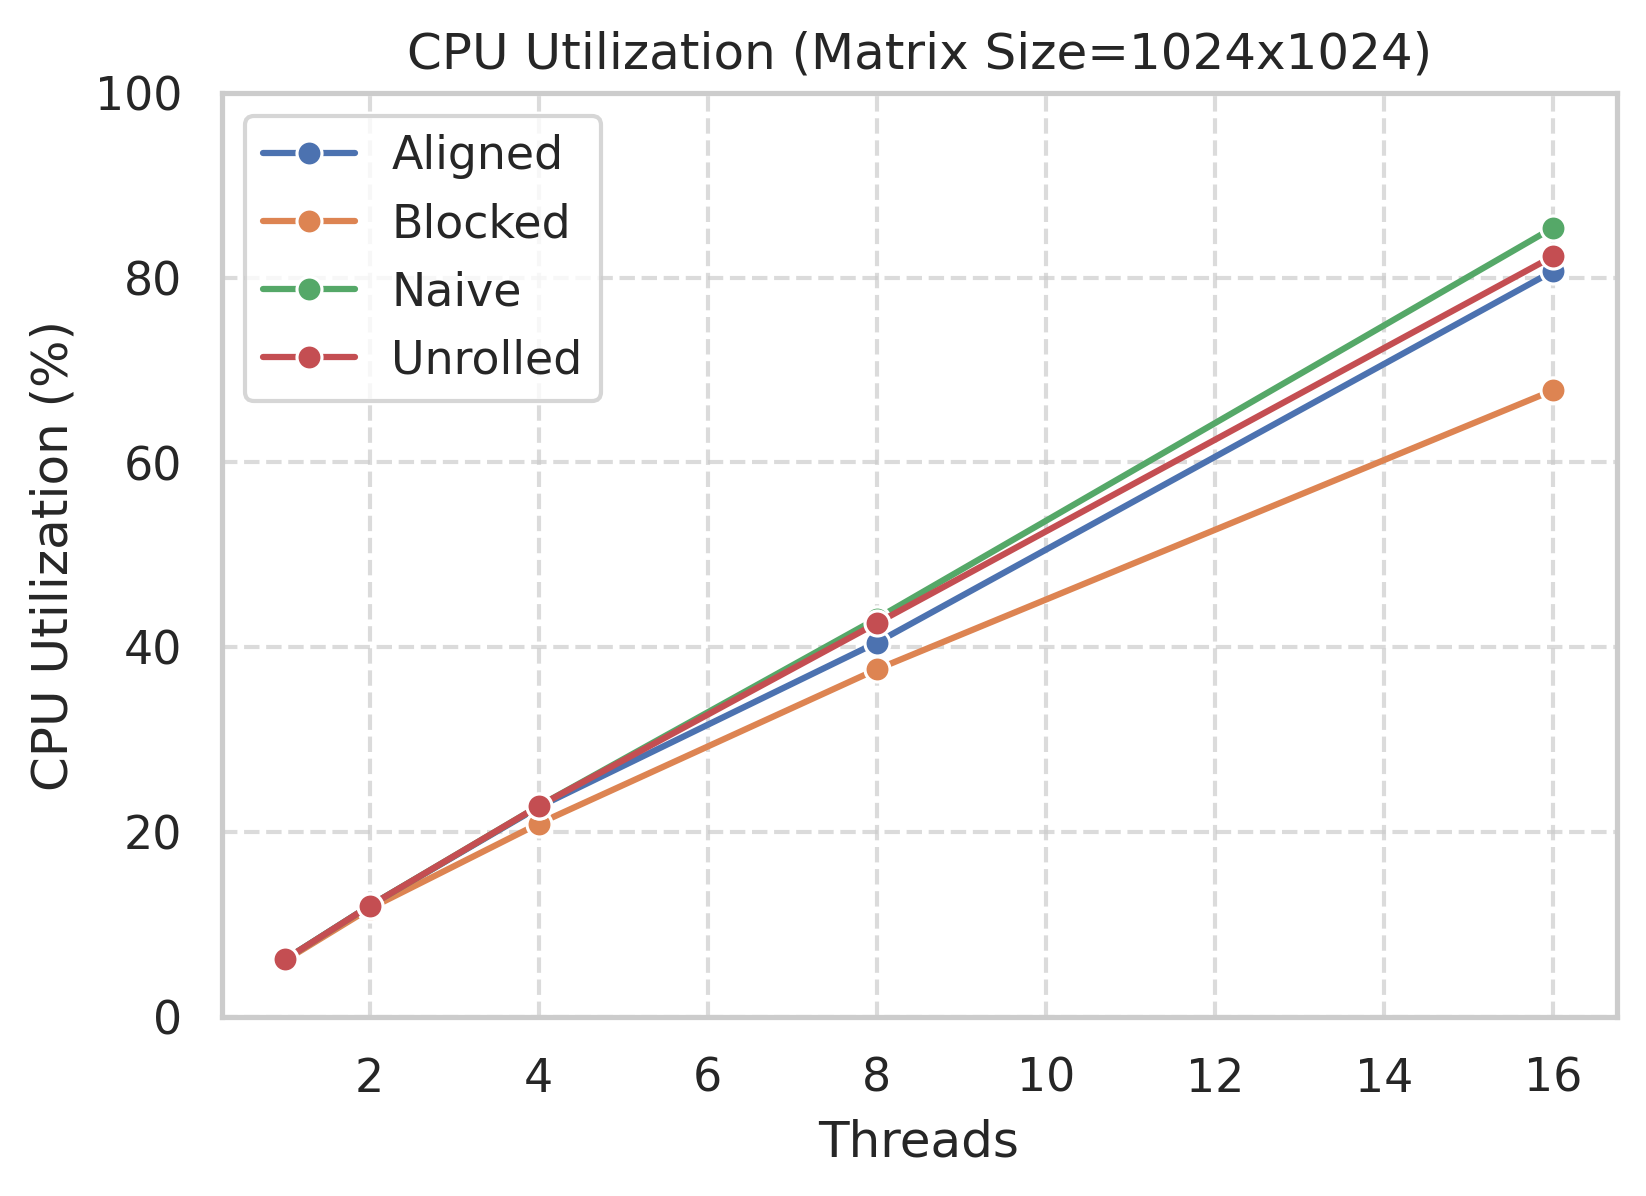 CPU Utilization (Matrix Size=1024x1024)
100
80
60
40
20
0
CPU Utilization (%)
Aligned
Blocked
Naive
Unrolled
2 4 6 8 10 12 14 16
Threads